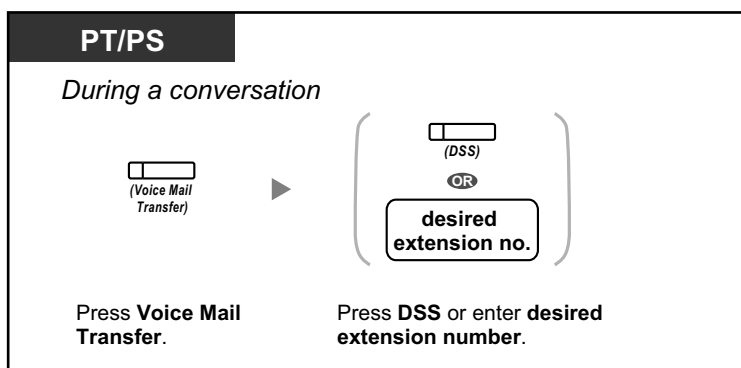 PT/PS
During a conversation
(Voice Mail
Transfer)
(DSS)
OR
desired
extension no.
Press Voice Mail
Transfer.
Press DSS or enter desired
extension number.